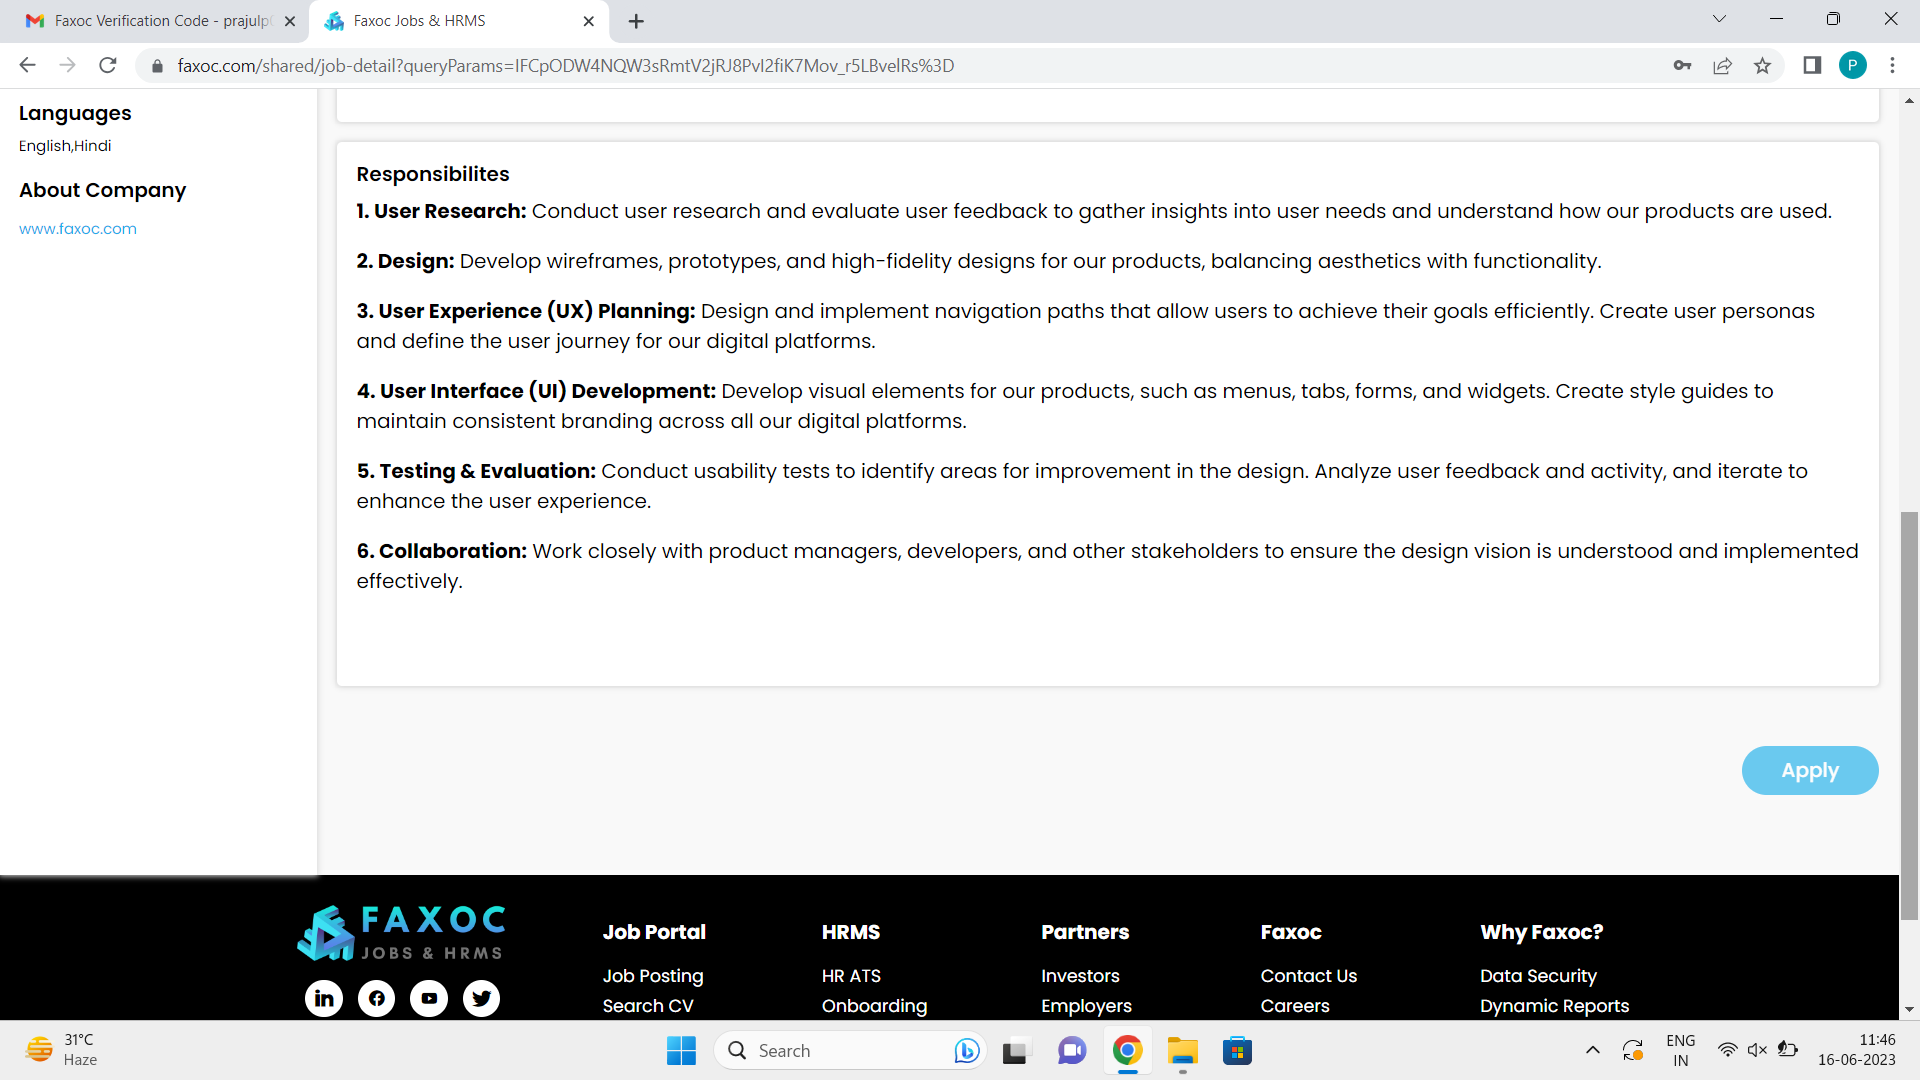 Faxoc Verification Code - prajulp
Faxoc Jobs & HRMS
faxoc.com/shared/job-detail?queryParams=IFCpODW4NQW3sRmtV2jRJ8PvI2fiK7Mov_r5LBvelRs%3D
P
Languages
English,Hindi
About Company
www.faxoc.com
Responsibilites
1. User Research: Conduct user research and evaluate user feedback to gather insights into user needs and understand how our products are used.
2. Design: Develop wireframes, prototypes, and high-fidelity designs for our products, balancing aesthetics with functionality.
3. User Experience (UX) Planning: Design and implement navigation paths that allow users to achieve their goals efficiently. Create user personas
and define the user journey for our digital platforms.
4. User Interface (UI) Development: Develop visual elements for our products, such as menus, tabs, forms, and widgets. Create style guides to
maintain consistent branding across all our digital platforms.
5. Testing & Evaluation: Conduct usability tests to identify areas for improvement in the design. Analyze user feedback and activity, and iterate to
enhance the user experience.
6. Collaboration: Work closely with product managers, developers, and other stakeholders to ensure the design vision is understood and implemented
effectively.
Apply
FAXOC
JOBS & HRMS
Job Portal
Job Posting
Search CV
HRMS
HR ATS
Onboarding
Partners
Investors
Employers
Faxoc
Contact Us
Careers
Why Faxoc?
Data Security
Dynamic Reports
31°C
Haze
Search
ENG
IN
11:46
16-06-2023